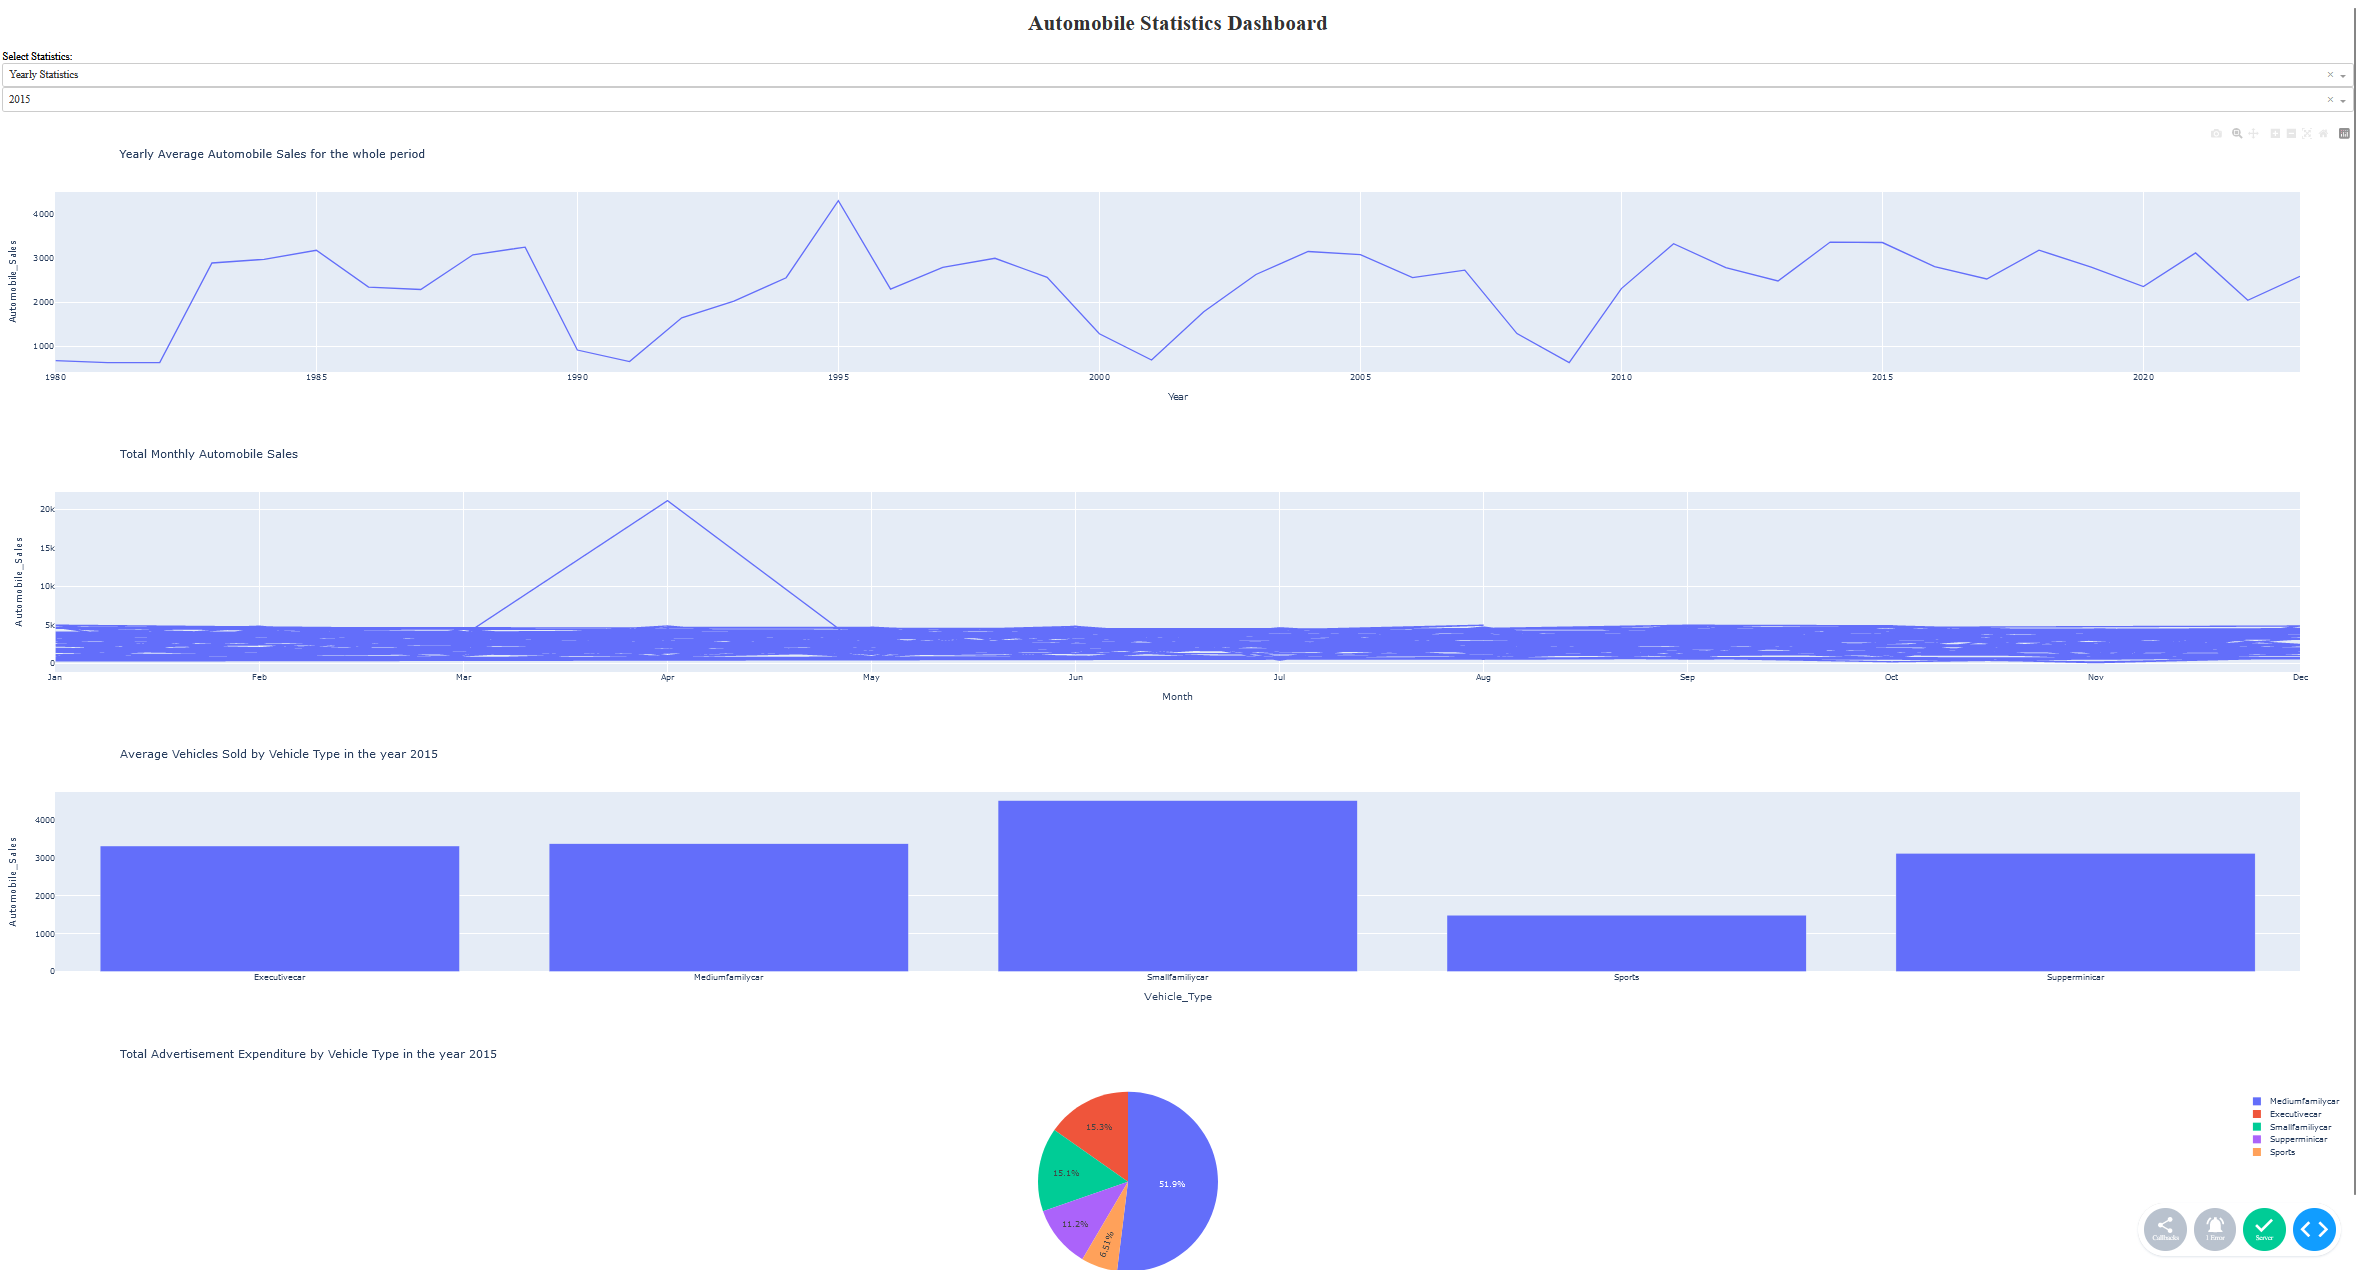 Automobile Statistics Dashboard
Select Statistics:
Yearly Statistics
2015
Yearly Average Automobile Sales for the whole period
Automobile_Sales
4000
3000
2000
1000
1980 1985 1990 1995 2000 2005 2010 2015 2020
Year
Total Monthly Automobile Sales
Automobile_Sales
20k
15k
10k
5k
0
Jan Feb Mar Apr May Jun Jul Aug Sep Oct Nov Dec
Month
Average Vehicles Sold by Vehicle Type in the year 2015
Automobile_Sales
4000
3000
2000
1000
0
Executivecar Mediumfamilycar Smallfamiliycar Sports Supperminicar
Vehicle_Type
Total Advertisement Expenditure by Vehicle Type in the year 2015
15.3%
15.1%
51.9%
11.2%
6.51%
Mediumfamilycar
Executivecar
Smallfamiliycar
Supperminicar
Sports
Callbacks 1 Error Server